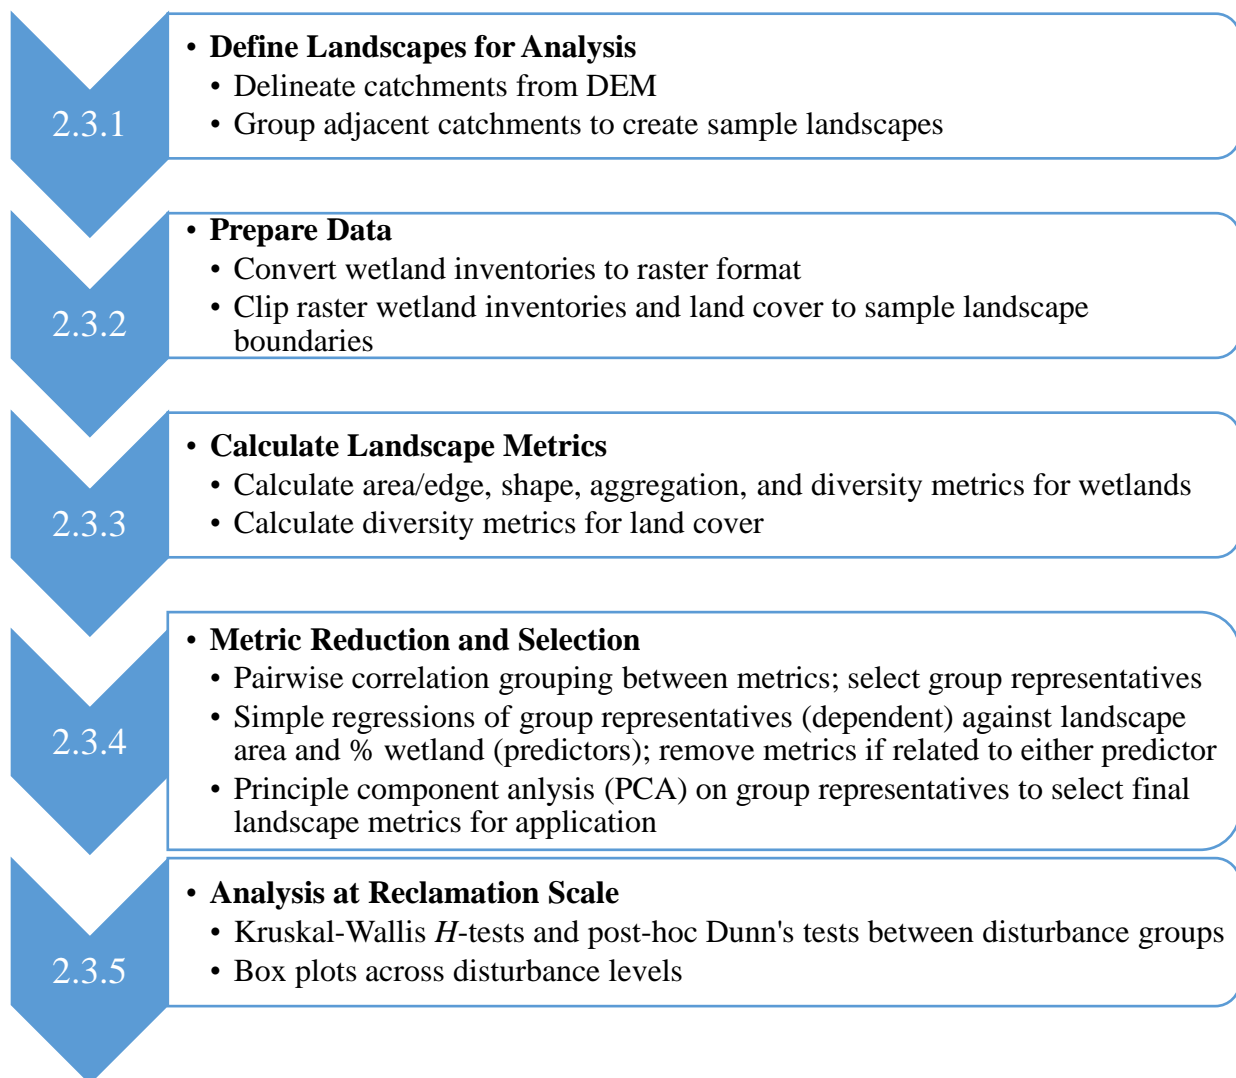 2.3.1
• Define Landscapes for Analysis
• Delineate catchments from DEM
• Group adjacent catchments to create sample landscapes
2.3.2
• Prepare Data
• Convert wetland inventories to raster format
• Clip raster wetland inventories and land cover to sample landscape
boundaries
2.3.3
• Calculate Landscape Metrics
• Calculate area/edge, shape, aggregation, and diversity metrics for wetlands
• Calculate diversity metrics for land cover
2.3.4
• Metric Reduction and Selection
• Pairwise correlation grouping between metrics; select group representatives
• Simple regressions of group representatives (dependent) against landscape
area and % wetland (predictors); remove metrics if related to either predictor
• Principle component anlysis (PCA) on group representatives to select final
landscape metrics for application
2.3.5
• Analysis at Reclamation Scale
• Kruskal-Wallis H-tests and post-hoc Dunn's tests between disturbance groups
• Box plots across disturbance levels